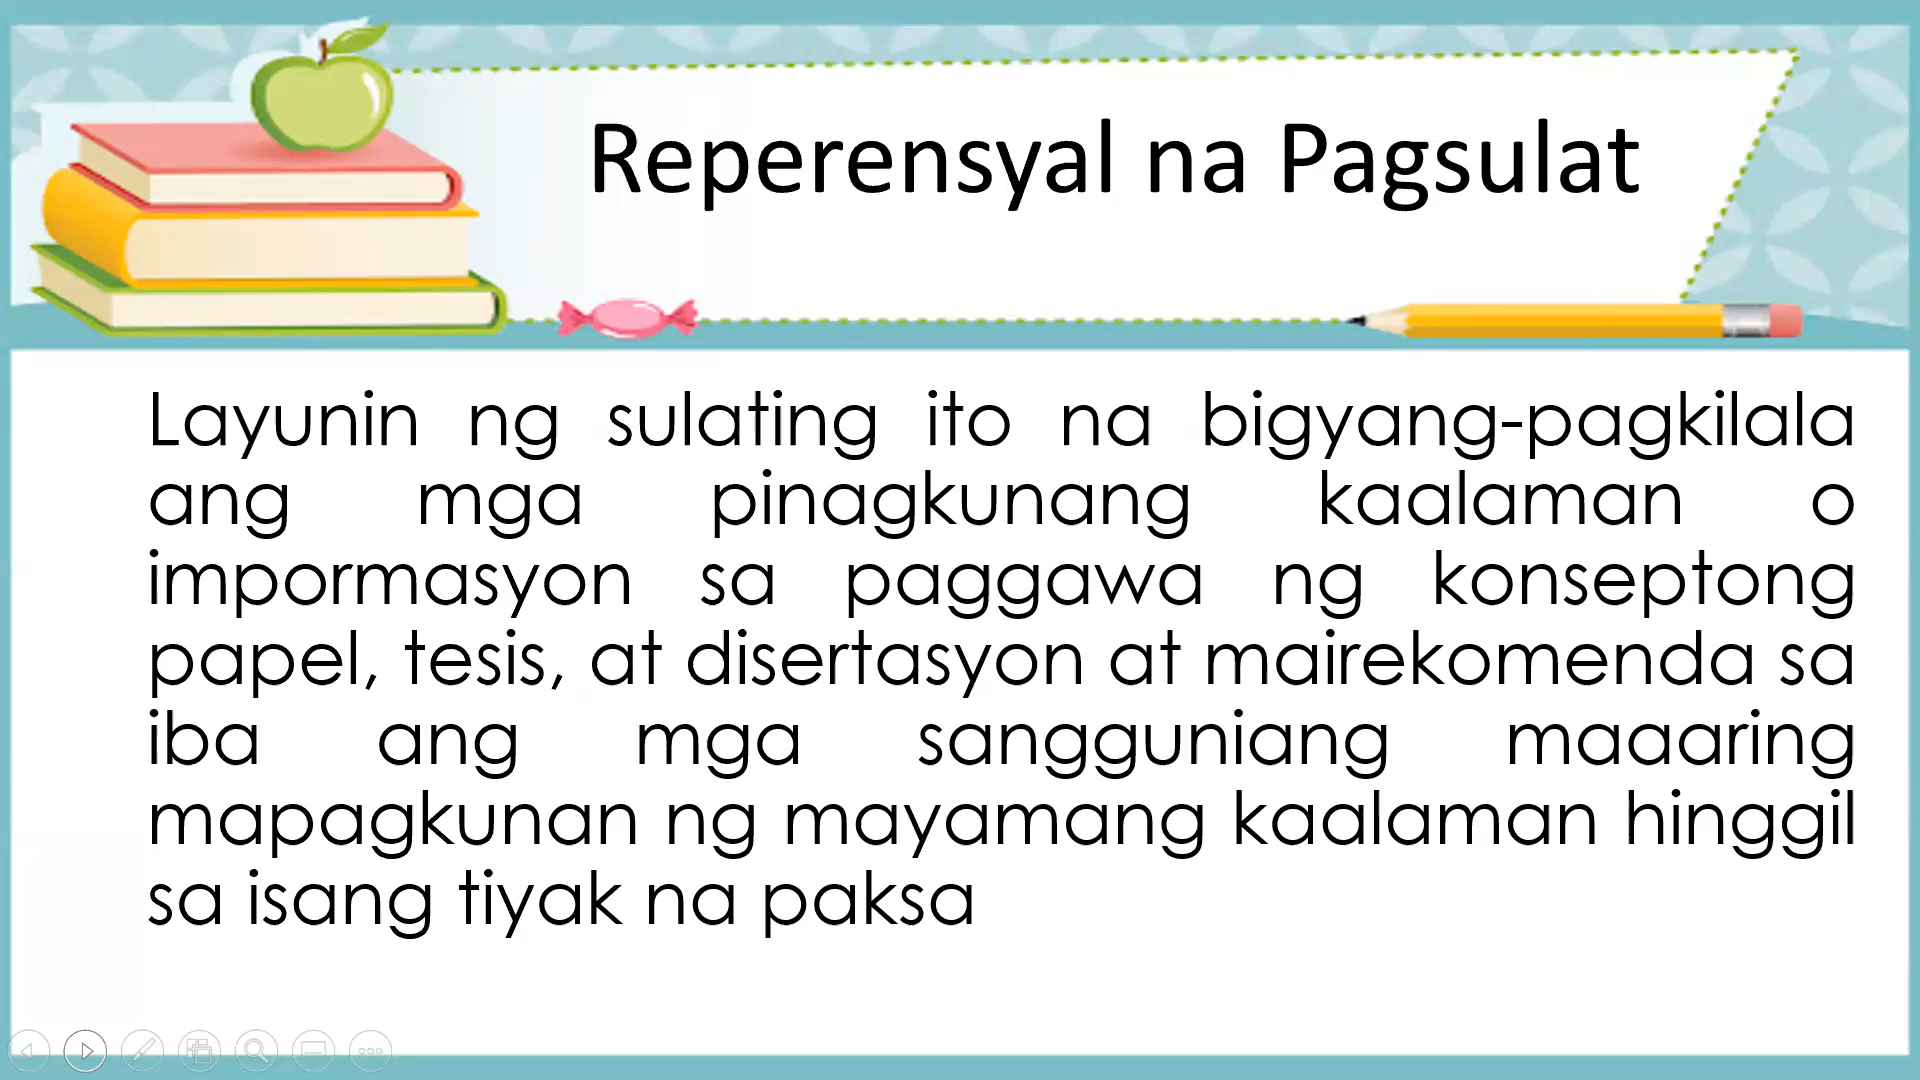 Reperensyal na Pagsulat
Layunin ng sulating ito na bigyang-pagkilala
ang mga pinagkunang kaalaman o
impormasyon sa paggawa ng konseptong
papel, tesis, at disertasyon at mairekomenda sa
iba ang mga sangguniang maaaring
mapagkunan ng mayamang kaalaman hinggil
sa isang tiyak na paksa